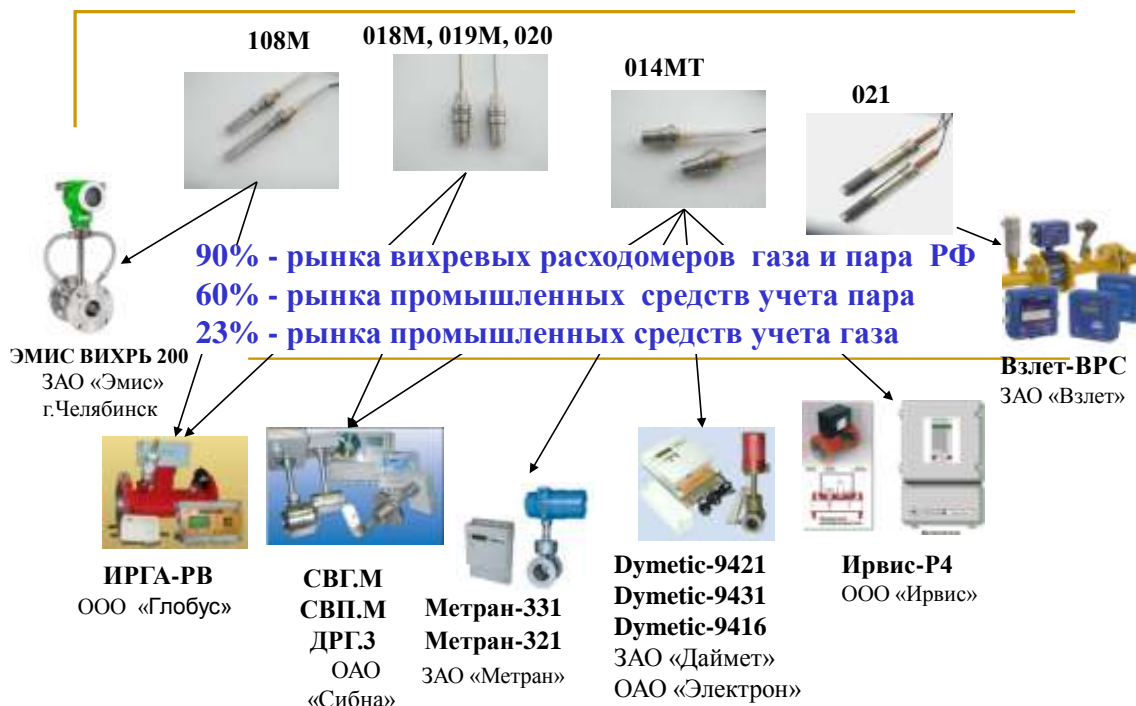 108М
018М, 019М, 020
014МТ
021
90% - рынка вихревых расходомеров газа и пара РФ
60% - рынка промышленных средств учета пара
23% - рынка промышленных средств учета газа
ЭМИС ВИХРЬ 200
ЗАО «Эмис»
г.Челябинск
Взлет-ВРС
ЗАО «Взлет»
ИРГА-РВ
ООО «Глобус»
СВГ.М
СВП.М
ДРГ.3
ОАО
«Сибна»
Метран-331
Метран-321
ЗАО «Метран»
Dymetic-9421
Dymetic-9431
Dymetic-9416
ЗАО «Даймет»
ОАО «Электрон»
Ирвис-Р4
ООО «Ирвис»